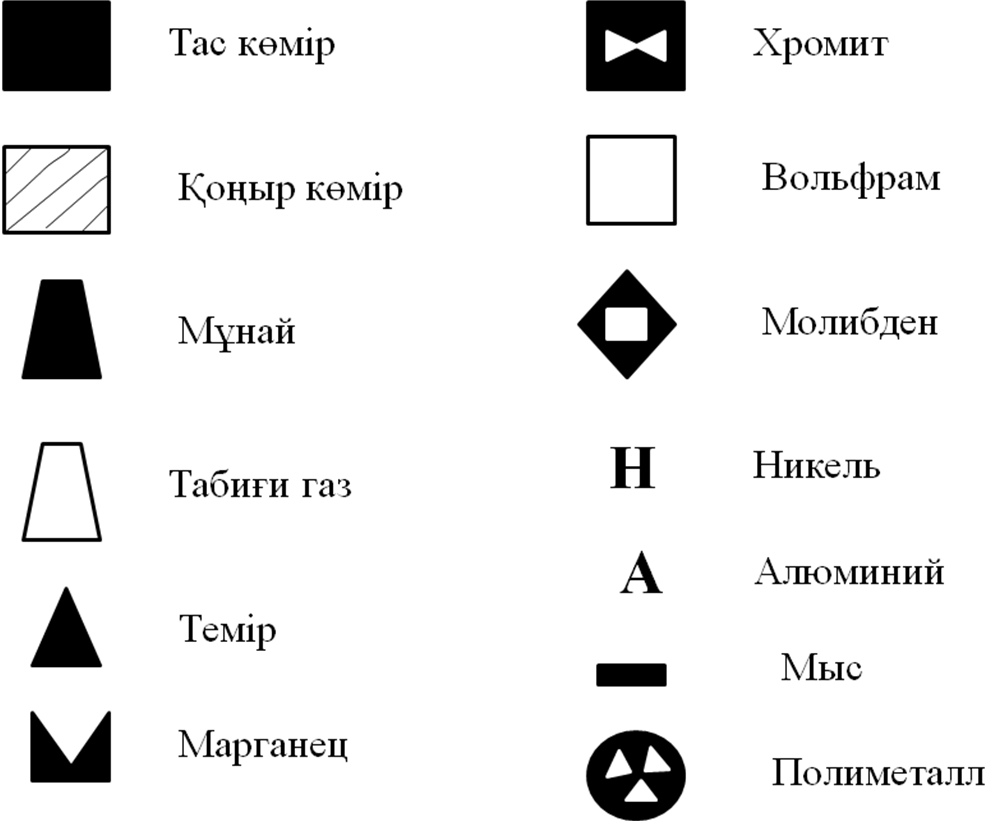 Тас көмір
Хромит
Қоңыр көмір
Вольфрам
Мұнай
Молибден
Н
Никель
Табиғи газ
А
Алюминий
Темір
Мыс
Марганец
Полиметалл